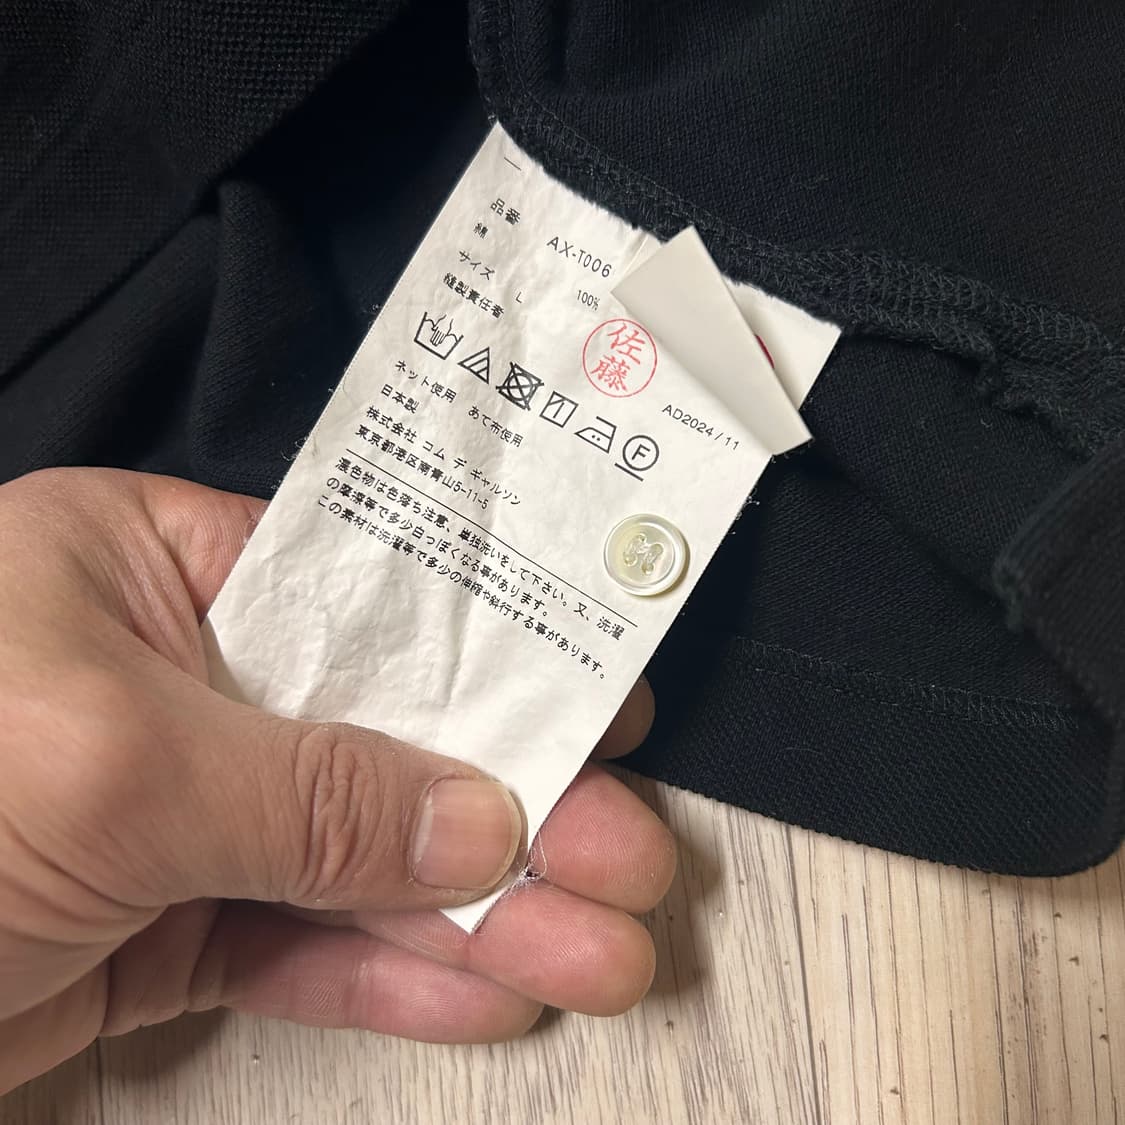 品番 AX-T006
綿 100%
サイズ L
縫製責任者 佐藤
AD2024/11
F
ネット使用 あて布使用
日本製
株式会社 コム デ ギャルソン
東京都港区南青山5-11-5
濃色物は色落ち注意、単独洗いをして下さい。又、洗濯
の摩擦等で多少白っぽくなる事があります。
この素材は洗濯等で多少の伸縮や斜行する事があります。